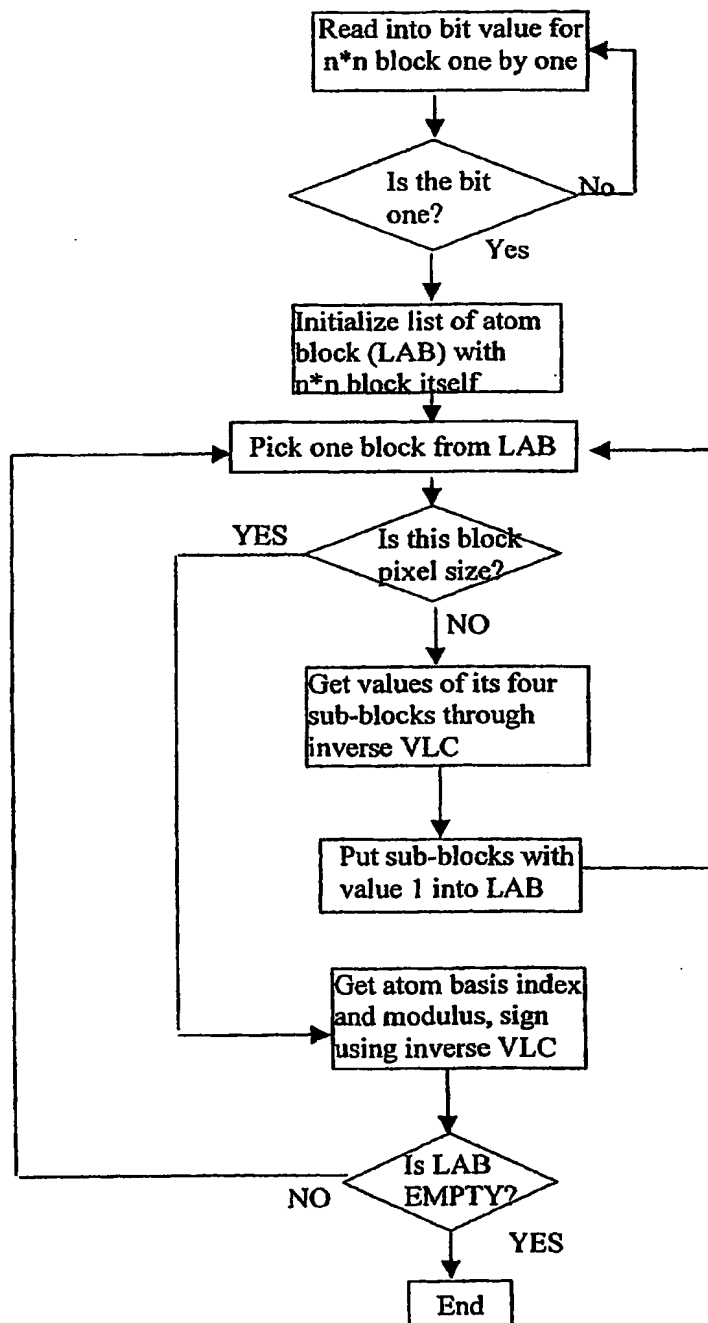 Read into bit value for
n*n block one by one
Is the bit
one?
No
Yes
Initialize list of atom
block (LAB) with
n*n block itself
Pick one block from LAB
YES
Is this block
pixel size?
NO
Get values of its four
sub-blocks through
inverse VLC
Put sub-blocks with
value 1 into LAB
Get atom basis index
and modulus, sign
using inverse VLC
Is LAB
EMPTY?
NO
YES
End